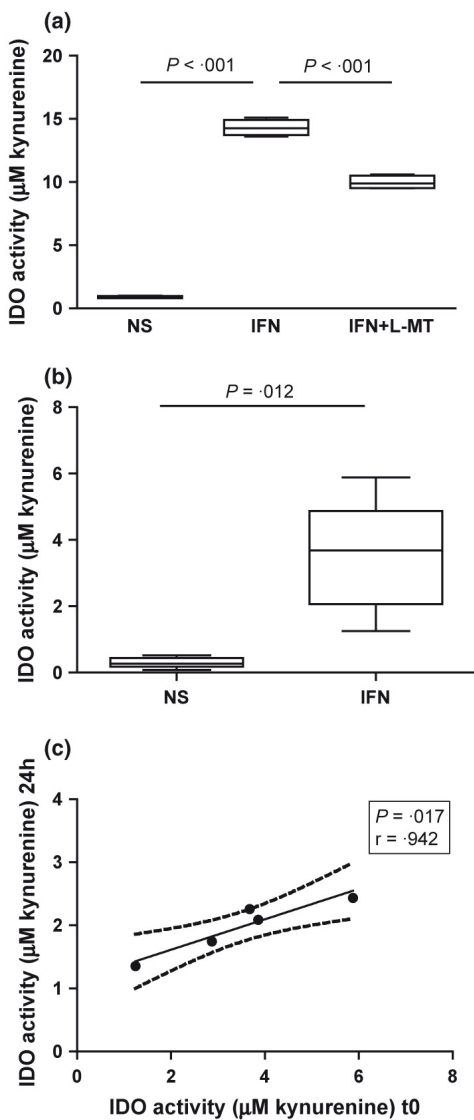 (a)
P < ·001 P < ·001
IDO activity (μM kynurenine)
20
15
10
5
0
NS IFN IFN+L-MT
(b)
P = ·012
IDO activity (μM kynurenine)
8
6
4
2
0
NS IFN
(c)
IDO activity (μM kynurenine) 24h
4
3
2
1
0
P = ·017
r = ·942
0 2 4 6 8
IDO activity (μM kynurenine) t0